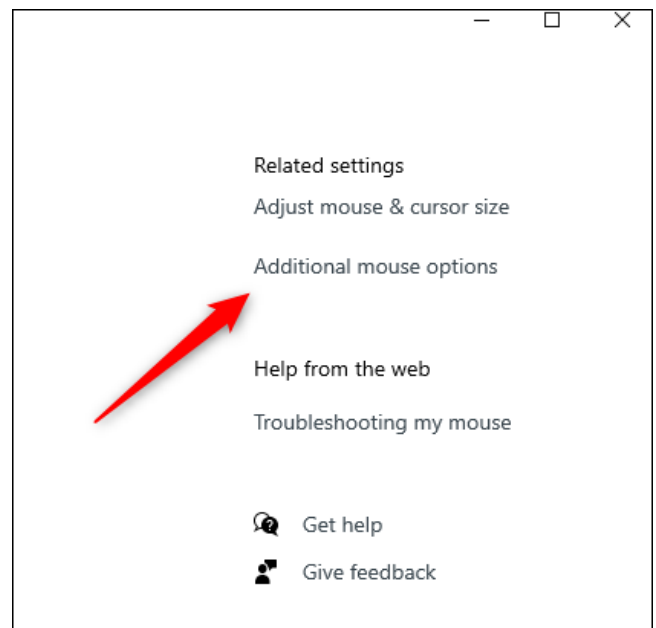 Related settings
Adjust mouse & cursor size
Additional mouse options
Help from the web
Troubleshooting my mouse
Get help
Give feedback